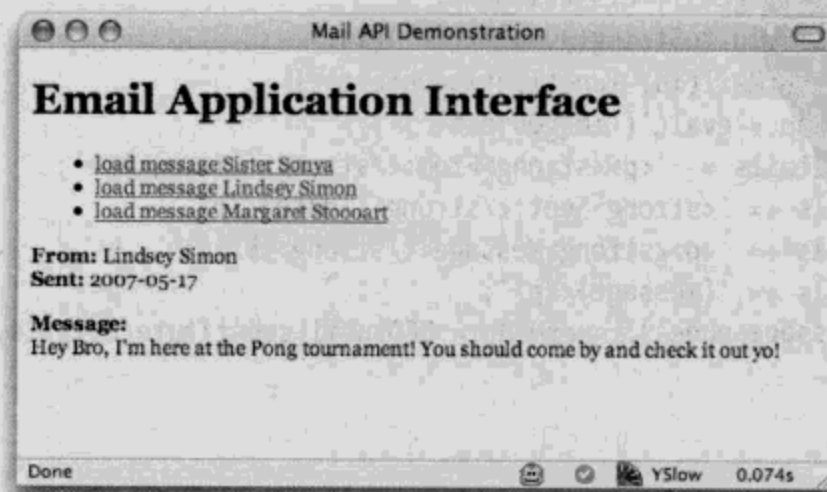 Mail API Demonstration
Email Application Interface
• load message Sister Sonya
• load message Lindsey Simon
• load message Margaret Stoooart
From: Lindsey Simon
Sent: 2007-05-17
Message:
Hey Bro, I'm here at the Pong tournament! You should come by and check it out yo!
Done YSlow 0.074s